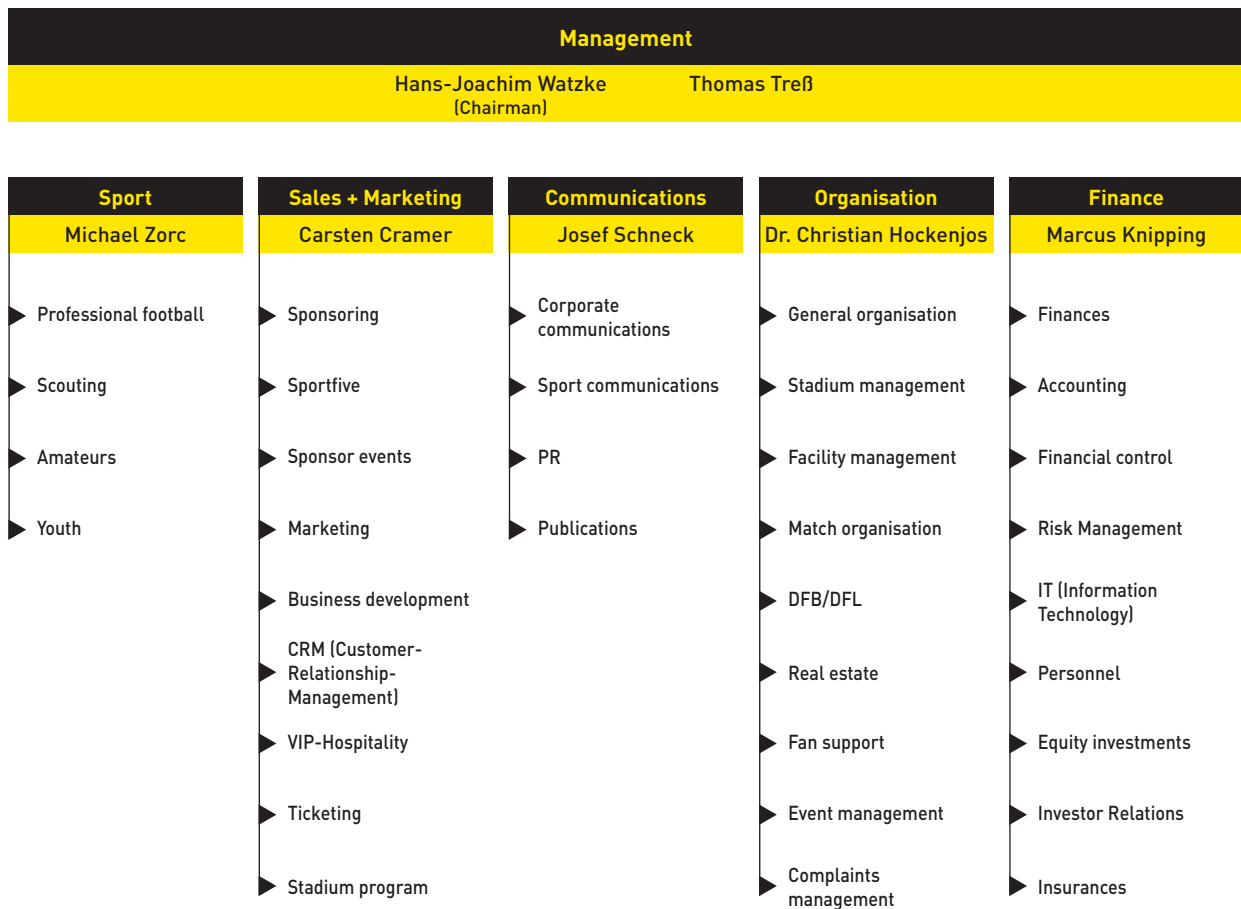 Management
Hans-Joachim Watzke
(Chairman)
Thomas Treß
Sport
Michael Zorc
Professional football
Scouting
Amateurs
Youth
Sales + Marketing
Carsten Cramer
Sponsoring
Sportfive
Sponsor events
Marketing
Business development
CRM (Customer-
Relationship-
Management)
VIP-Hospitality
Ticketing
Stadium program
Communications
Josef Schneck
Corporate
communications
Sport communications
PR
Publications
Organisation
Dr. Christian Hockenjos
General organisation
Stadium management
Facility management
Match organisation
DFB/DFL
Real estate
Fan support
Event management
Complaints
management
Finance
Marcus Knipping
Finances
Accounting
Financial control
Risk Management
IT (Information
Technology)
Personnel
Equity investments
Investor Relations
Insurances